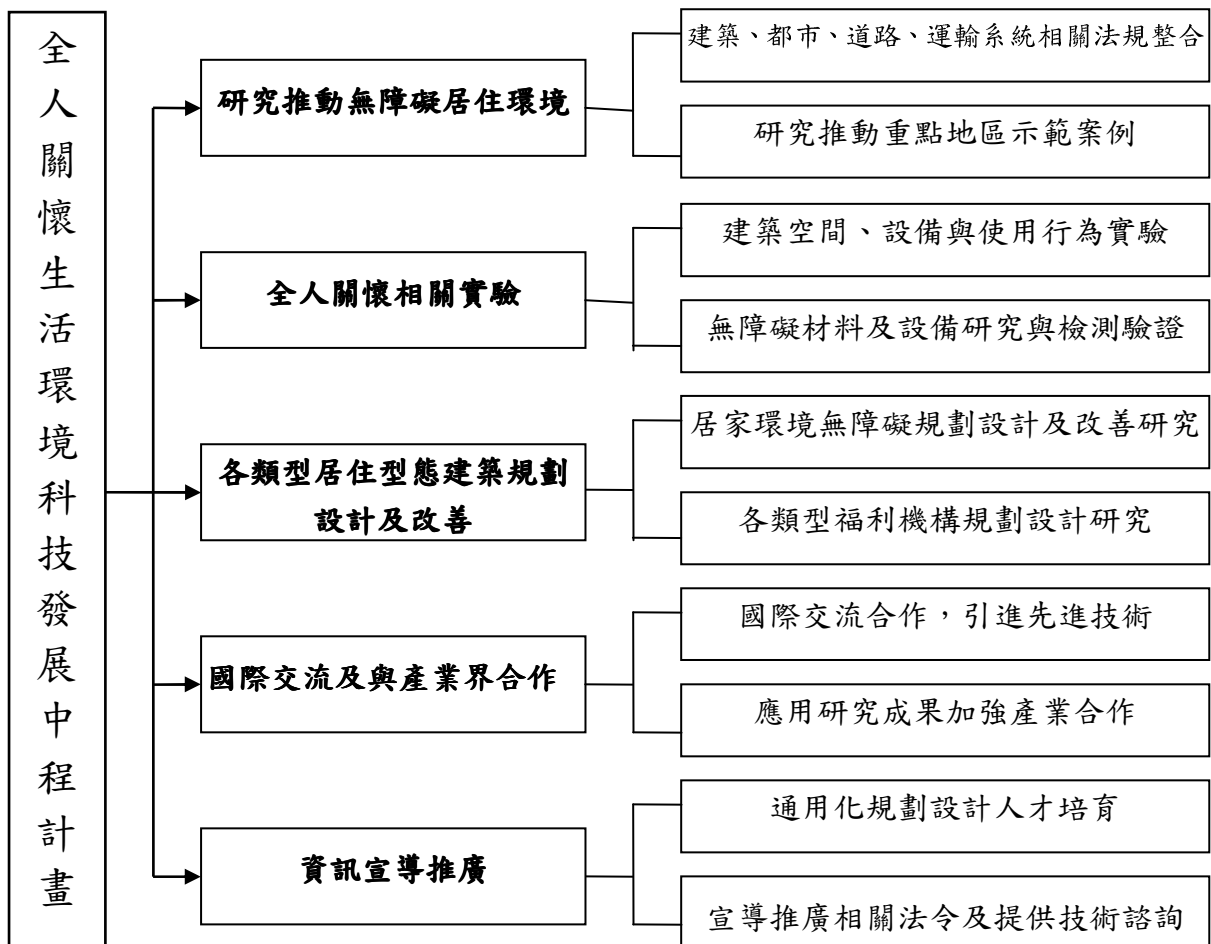 全人關懷生活環境科技發展中程計畫
研究推動無障礙居住環境
建築、都市、道路、運輸系統相關法規整合
研究推動重點地區示範案例
全人關懷相關實驗
建築空間、設備與使用行為實驗
無障礙材料及設備研究與檢測驗證
各類型居住型態建築規劃
設計及改善
居家環境無障礙規劃設計及改善研究
各類型福利機構規劃設計研究
國際交流及與產業界合作
國際交流合作，引進先進技術
應用研究成果加強產業合作
資訊宣導推廣
通用化規劃設計人才培育
宣導推廣相關法令及提供技術諮詢